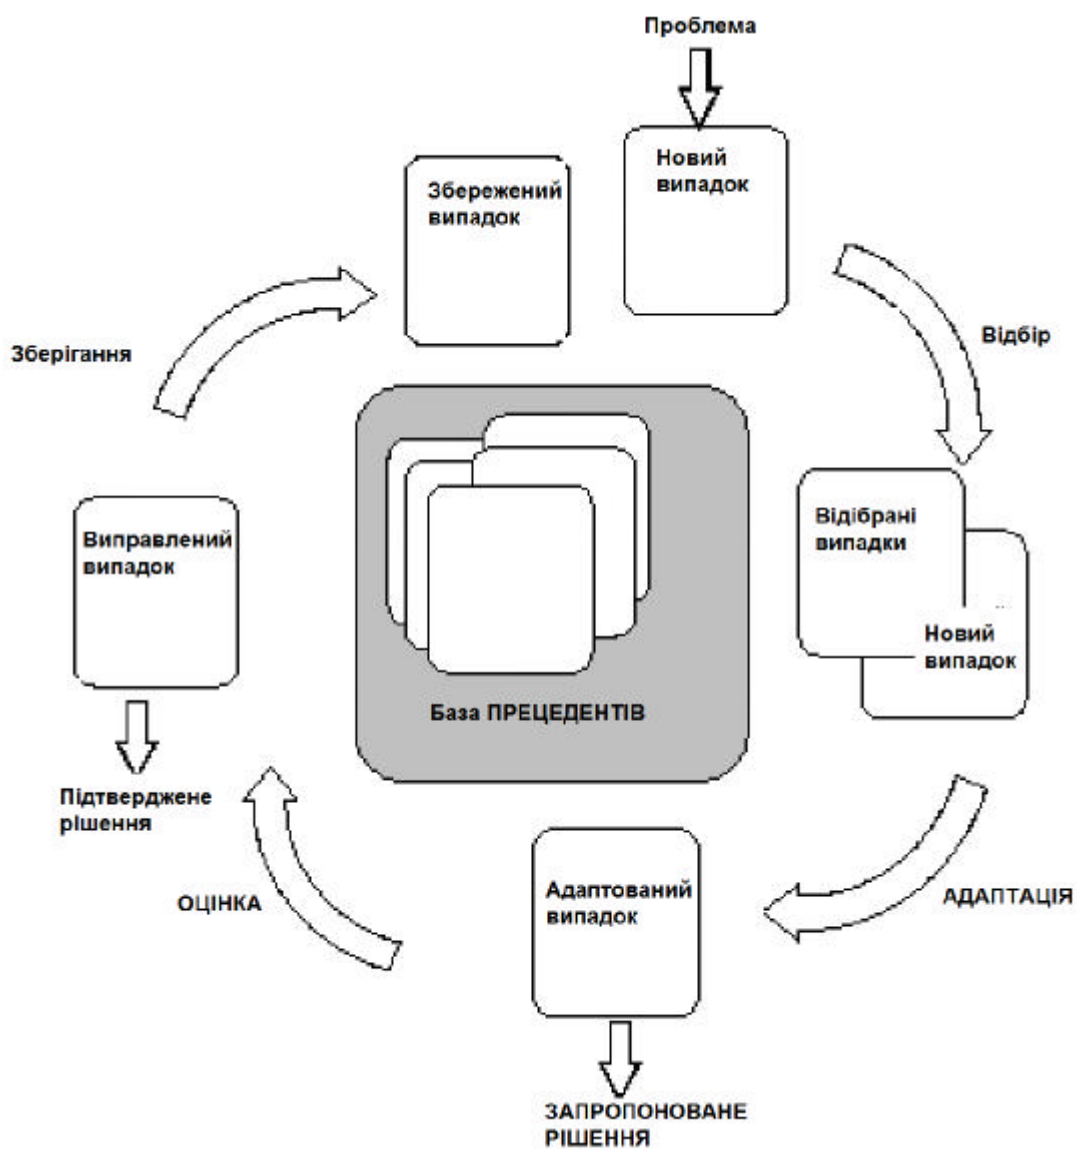 Проблема
Новий
випадок
Збережений
випадок
Відбір
Зберігання
Відібрані
випадки
Новий
випадок
Виправлений
випадок
База ПРЕЦЕДЕНТІВ
Підтверджене
рішення
ОЦІНКА
Адаптований
випадок
АДАПТАЦІЯ
ЗАПРОПОНОВАНЕ
РІШЕННЯ